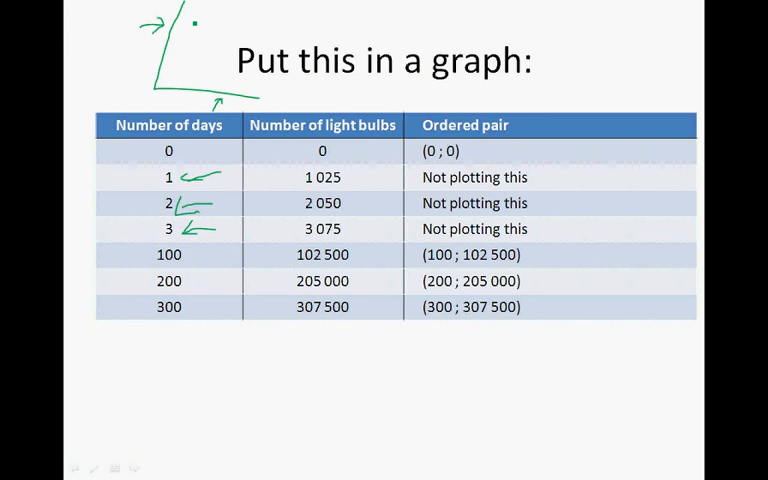 Put this in a graph:
Number of days Number of light bulbs Ordered pair
0 0 (0 ; 0)
1 1 025 Not plotting this
2 2 050 Not plotting this
3 3 075 Not plotting this
100 102 500 (100 ; 102 500)
200 205 000 (200 ; 205 000)
300 307 500 (300 ; 307 500)